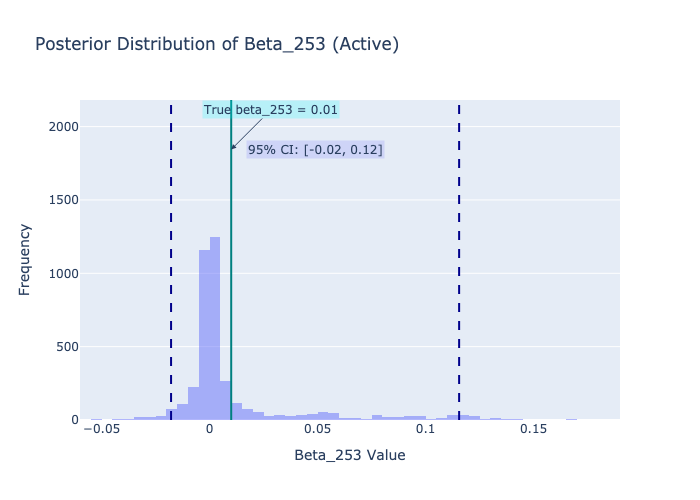 Posterior Distribution of Beta_253 (Active)
True beta_253 = 0.01
95% CI: [-0.02, 0.12]
2000
1500
1000
500
0
Frequency
−0.05
0
0.05
0.1
0.15
Beta_253 Value